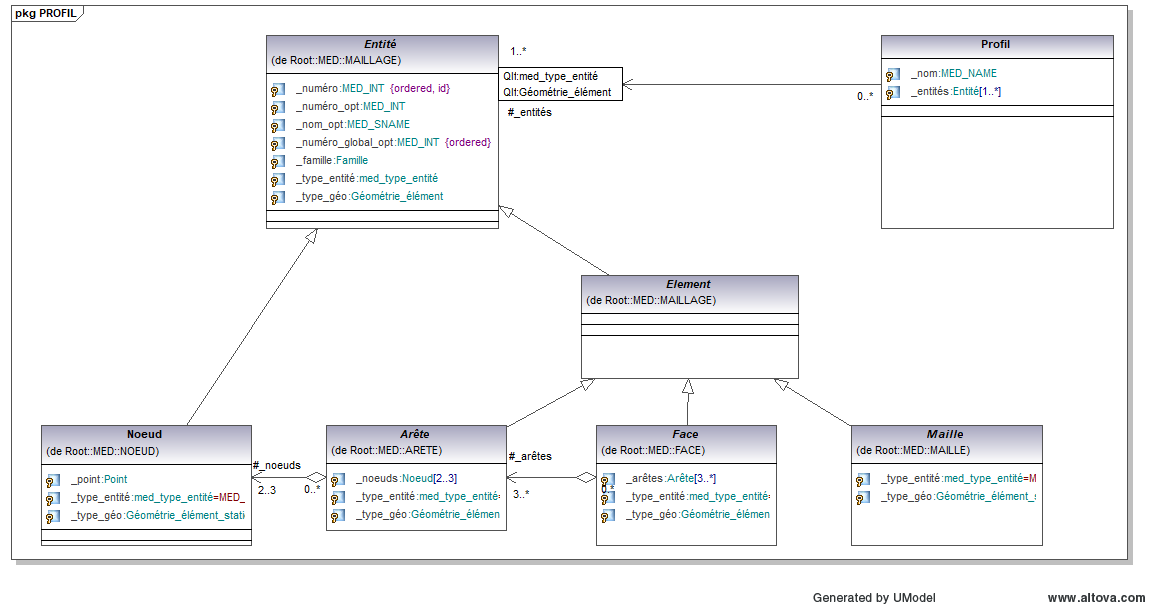 pkg PROFIL
Entité
(de Root::MED::MAILLAGE)
_numéro:MED_INT {ordered, id}
_numéro_opt:MED_INT
_nom_opt:MED_SNAME
_numéro_global_opt:MED_INT {ordered}
_famille:Famille
_type_entité:med_type_entité
_type_géo:Géométrie_élément
1..*
Qlt:med_type_entité
Qlt:Géométrie_élément
#_entités
0..*
Profil
_nom:MED_NAME
_entités:Entité[1..*]
Element
(de Root::MED::MAILLAGE)
Noeud
(de Root::MED::NOEUD)
_point:Point
_type_entité:med_type_entité=MED_
_type_géo:Géométrie_élément_stati
#_noeuds
2..3
0..*
Arête
(de Root::MED::ARETE)
_noeuds:Noeud[2..3]
_type_entité:med_type_entité=
_type_géo:Géométrie_élémen
#_arêtes
3..*
0..*
Face
(de Root::MED::FACE)
_arêtes:Arête[3..*]
_type_entité:med_type_entité=
_type_géo:Géométrie_élémen
Maille
(de Root::MED::MAILLE)
_type_entité:med_type_entité=M
_type_géo:Géométrie_élément_s
Generated by UModel
www.altova.com